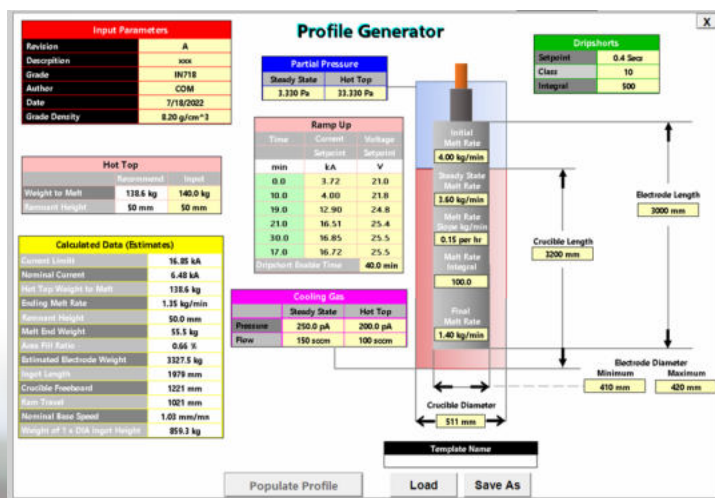 X
Profile Generator
Input Parameters
Revision A
Descrpition xxx
Grade IN718
Author COM
Date 7/18/2022
Grade Density 8.20 g/cm^3
Partial Pressure
Steady State Hot Top
3.330 Pa 33.330 Pa
Dripshorts
Setpoint 0.4 Secs
Class 10
Integral 500
Hot Top
Recommend Input
Weight to Melt 138.6 kg 140.0 kg
Remnant Height 50 mm 50 mm
Ramp Up
Time Current Voltage
Setpoint Setpoint
min kA V
0.0 3.72 21.0
10.0 4.00 21.8
19.0 12.90 24.8
21.0 16.51 25.4
30.0 16.85 25.5
17.0 16.72 25.5
Dripshort Enable Time 40.0 min
Calculated Data (Estimates)
Current Limit 16.85 kA
Nominal Current 6.48 kA
Hot Top Weight to Melt 138.6 kg
Ending Melt Rate 1.35 kg/min
Remnant Height 50.0 mm
Melt End Weight 55.5 kg
Area Fill Ratio 0.66 %
Estimated Electrode Weight 3327.5 kg
Ingot Length 1979 mm
Crucible Freeboard 1221 mm
Ram Travel 1021 mm
Nominal Base Speed 1.03 mm/mn
Weight of 1 x DIA Ingot Height 859.3 kg
Cooling Gas
Steady State Hot Top
Pressure 250.0 pA 200.0 pA
Flow 150 sccm 100 sccm
Initial
Melt Rate
4.00 kg/min
Steady State
Melt Rate
3.60 kg/min
Melt Rate
Slope kg/min
0.15 per hr
Melt Rate
Integral
100.0
Final
Melt Rate
1.40 kg/min
Crucible Length
3200 mm
Electrode Length
3000 mm
Electrode Diameter
Minimum Maximum
410 mm 420 mm
Crucible Diameter
511 mm
Template Name
Populate Profile Load Save As